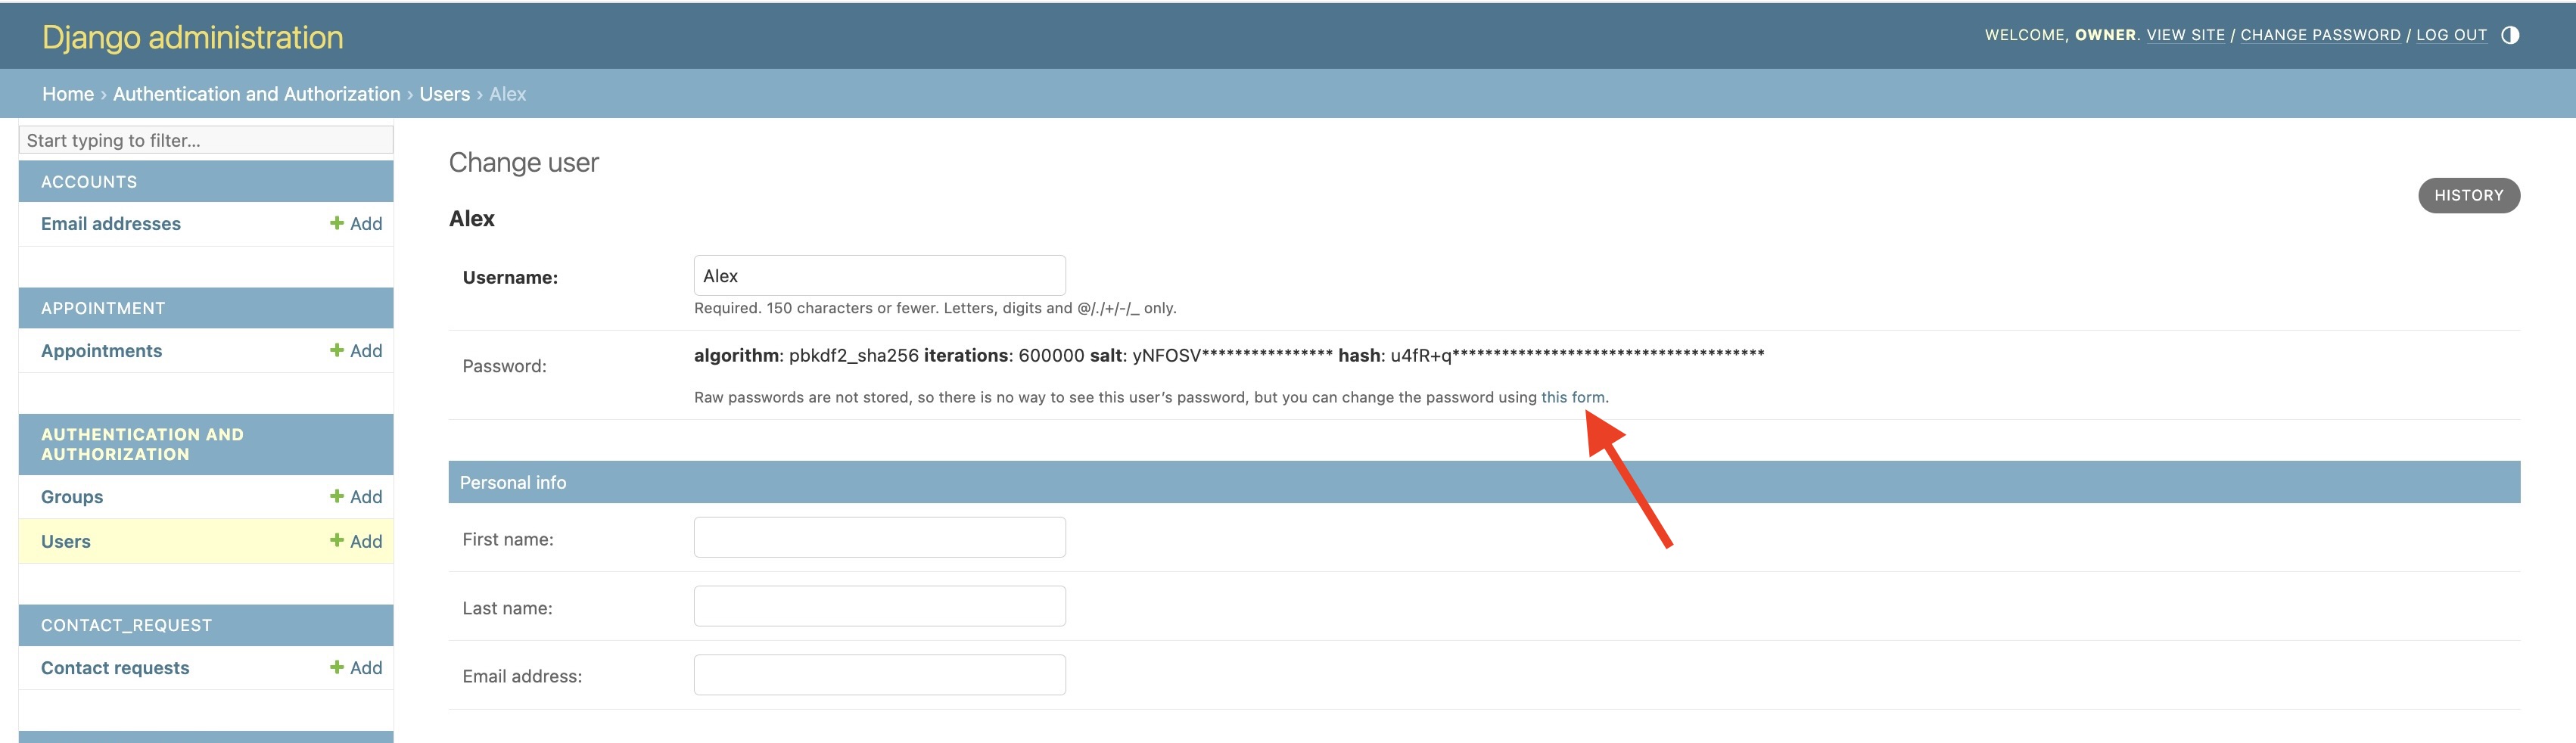 Django administration
WELCOME, OWNER. VIEW SITE / CHANGE PASSWORD / LOG OUT
Home › Authentication and Authorization › Users › Alex
Start typing to filter...
ACCOUNTS
Email addresses + Add
APPOINTMENT
Appointments + Add
AUTHENTICATION AND
AUTHORIZATION
Groups + Add
Users + Add
CONTACT_REQUEST
Contact requests + Add
Change user
HISTORY
Alex
Username: Alex
Required. 150 characters or fewer. Letters, digits and @/./+/-/_ only.
Password: algorithm: pbkdf2_sha256 iterations: 600000 salt: yNFOSV**************** hash: u4fR+q**************************************
Raw passwords are not stored, so there is no way to see this user’s password, but you can change the password using this form.
Personal info
First name:
Last name:
Email address: